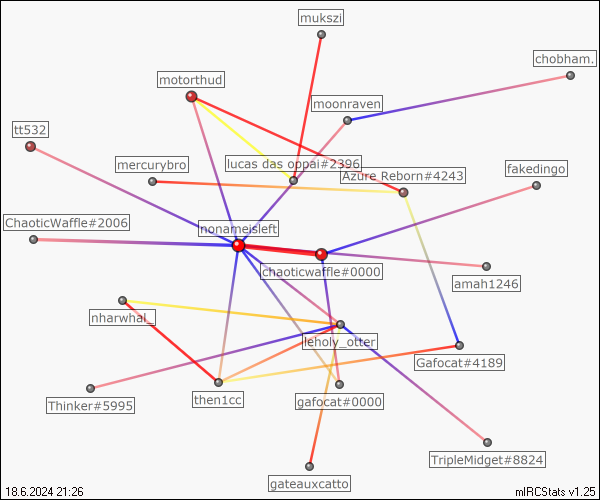 mukszi
chobham.
motorthud
moonraven
tt532
mercurybro
lucas das oppai#2396
Azure Reborn#4243
fakedingo
ChaoticWaffle#2006
nonameisleft
chaoticwaffle#0000
amah1246
nharwhal_
leholy_otter
Gafocat#4189
Thinker#5995
then1cc
gafocat#0000
TripleMidget#8824
gateauxcatto
18.6.2024 21:26
mIRCStats v1.25